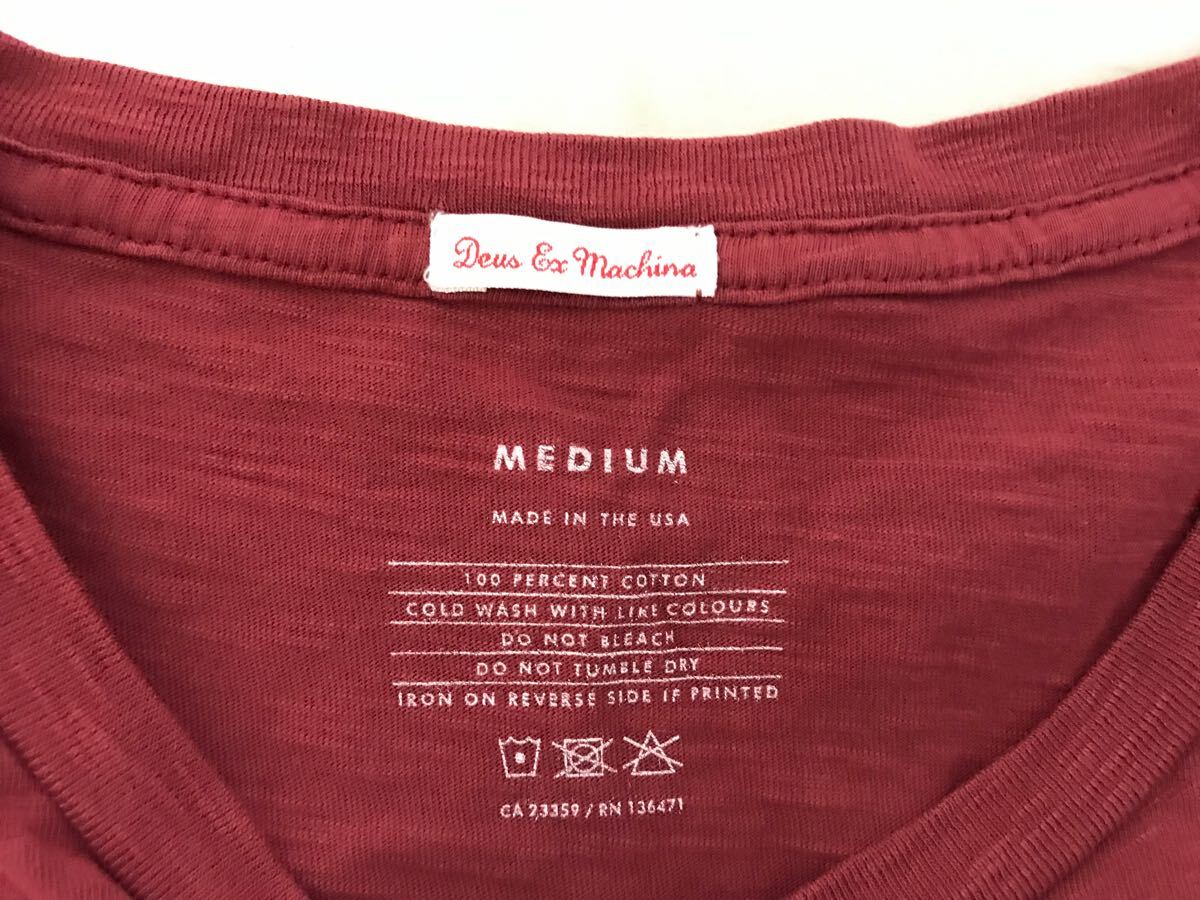 Deus Ex Machina
MEDIUM
MADE IN THE USA
100 PERCENT COTTON
COLD WASH WITH LIKE COLOURS
DO NOT BLEACH
DO NOT TUMBLE DRY
IRON ON REVERSE SIDE IF PRINTED
CA 23359 / RN 136471